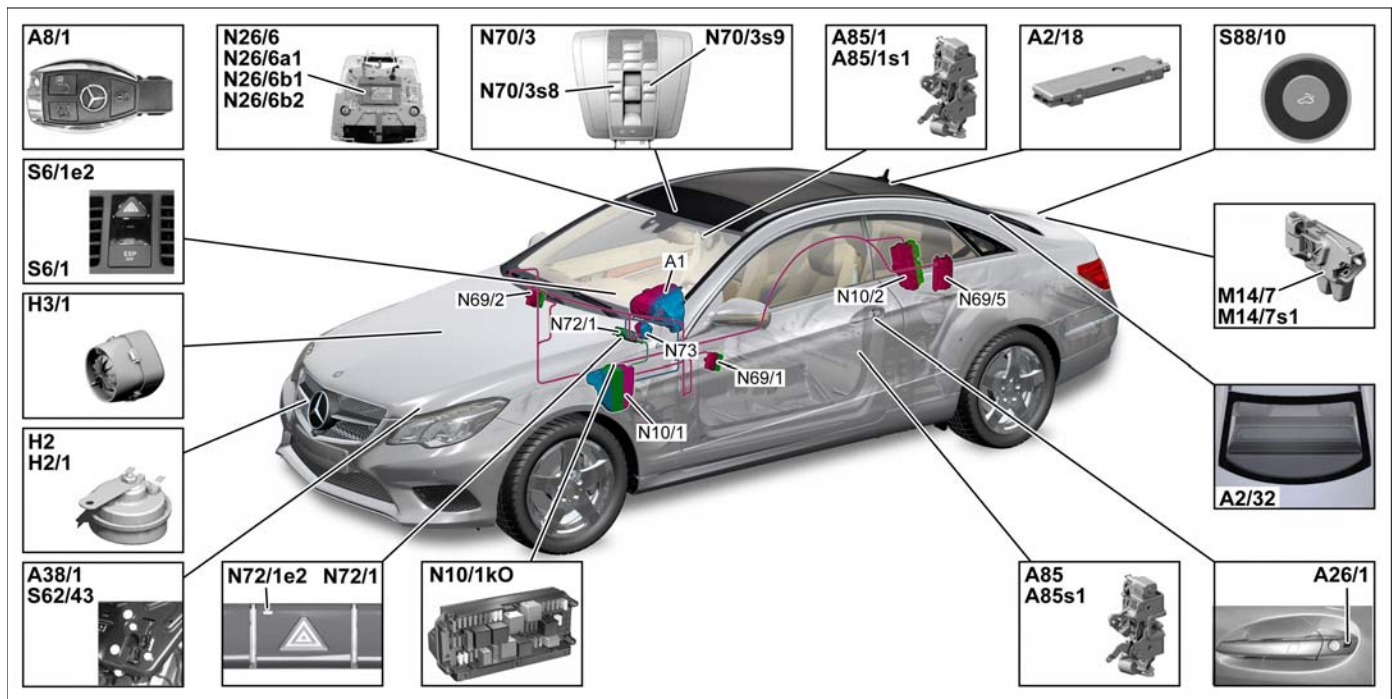 A8/1
N26/6
N26/6a1
N26/6b1
N26/6b2
N70/3
N70/3s9
N70/3s8
A85/1
A85/1s1
A2/18
S88/10
S6/1e2
ESP
S6/1
M14/7
M14/7s1
A1
N69/2
N10/2
N69/5
N72/1
N73
N69/1
N10/1
H3/1
H2
H2/1
A2/32
A38/1
S62/43
N72/1e2 N72/1
N10/1kO
A85
A85s1
A26/1